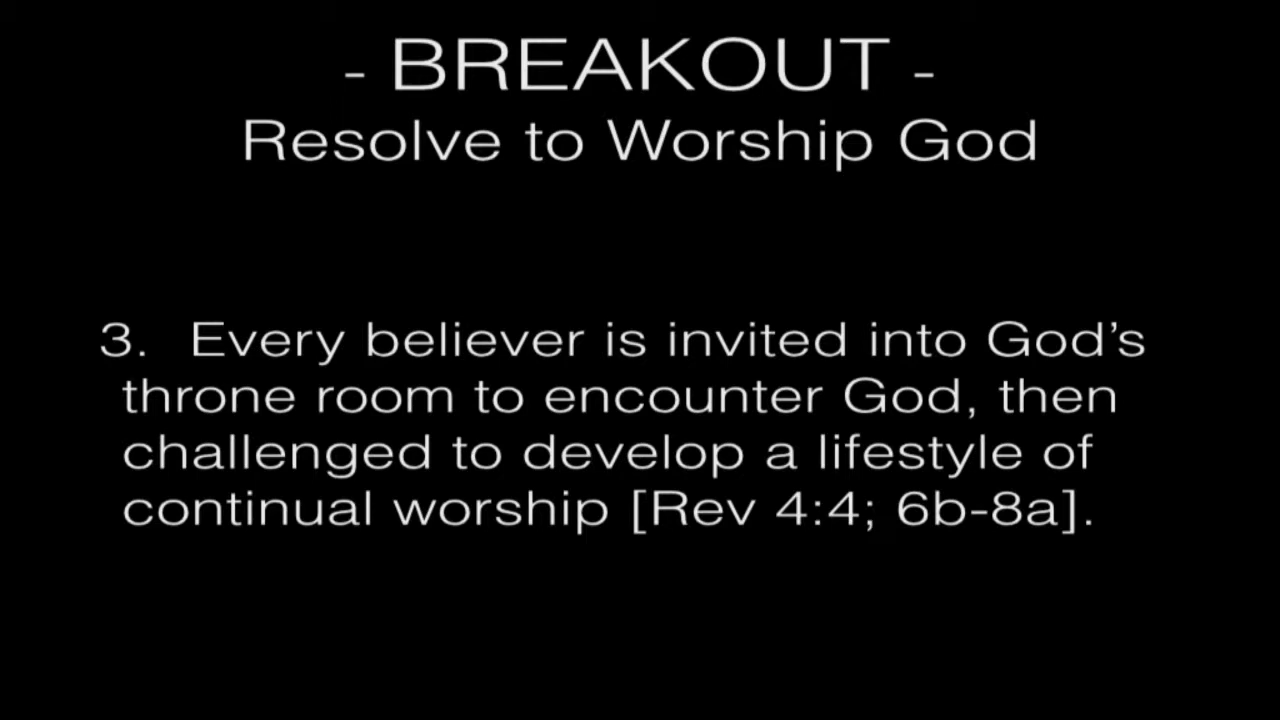 - BREAKOUT -
Resolve to Worship God
3. Every believer is invited into God’s
throne room to encounter God, then
challenged to develop a lifestyle of
continual worship [Rev 4:4; 6b-8a].